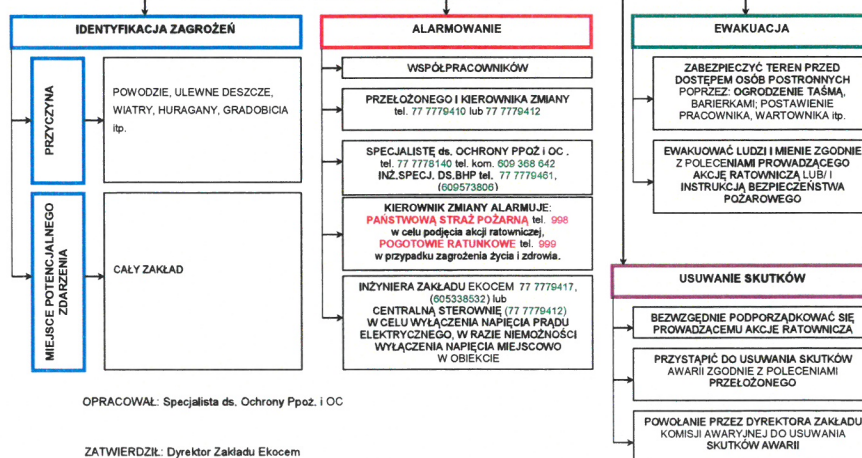 IDENTYFIKACJA ZAGROŻEŃ
PRZYCZYNA
POWODZIE, ULEWNE DESZCZE,
WIATRY, HURAGANY, GRADOBICIA
itp.
MIEJSCE POTENCJALNEGO
ZDARZENIA
CAŁY ZAKŁAD
ALARMOWANIE
WSPÓŁPRACOWNIKÓW
PRZEŁOŻONEGO I KIEROWNIKA ZMIANY
tel. 77 7779410 lub 77 7779412
SPECJALISTĘ ds. OCHRONY PPOŻ I OC .
tel. 77 7778140 tel. kom. 609 368 642
INŻ.SPECJ. DS.BHP tel. 77 7779461,
(609573806)
KIEROWNIK ZMIANY ALARMUJE:
PAŃSTWOWĄ STRAŻ POŻARNĄ tel. 998
w celu podjęcia akcji ratowniczej,
POGOTOWIE RATUNKOWE tel. 999
w przypadku zagrożenia życia i zdrowia.
INŻYNIERA ZAKŁADU EKOCEM 77 7779417,
(605338532) lub
CENTRALNĄ STEROWNIĘ (77 7779412)
W CELU WYŁĄCZENIA NAPIĘCIA PRĄDU
ELEKTRYCZNEGO, W RAZIE NIEMOŻNOŚCI
WYŁĄCZENIA NAPIĘCIA MIEJSCOWO
W OBIEKCIE
EWAKUACJA
ZABEZPIECZYĆ TEREN PRZED
DOSTĘPEM OSÓB POSTRONNYCH
POPRZEZ: OGRODZENIE TAŚMĄ,
BARIERKAMI; POSTAWIENIE
PRACOWNIKA, WARTOWNIKA itp.
EWAKUOWAĆ LUDZI I MIENIE ZGODNIE
Z POLECENIAMI PROWADZĄCEGO
AKCJĘ RATOWNICZĄ LUB/ I
INSTRUKCJĄ BEZPIECZEŃSTWA
POŻAROWEGO
USUWANIE SKUTKÓW
BEZWZGLĘDNIE PODPORZĄDKOWAĆ SIĘ
PROWADZĄCEMU AKCJE RATOWNICZA
PRZYSTĄPIĆ DO USUWANIA SKUTKÓW
AWARII ZGODNIE Z POLECENIAMI
PRZEŁOŻONEGO
POWOŁANIE PRZEZ DYREKTORA ZAKŁADU
KOMISJI AWARYJNEJ DO USUWANIA
SKUTKÓW AWARII
OPRACOWAŁ: Specjalista ds. Ochrony Ppoż. i OC
ZATWIERDZIŁ: Dyrektor Zakładu Ekocem